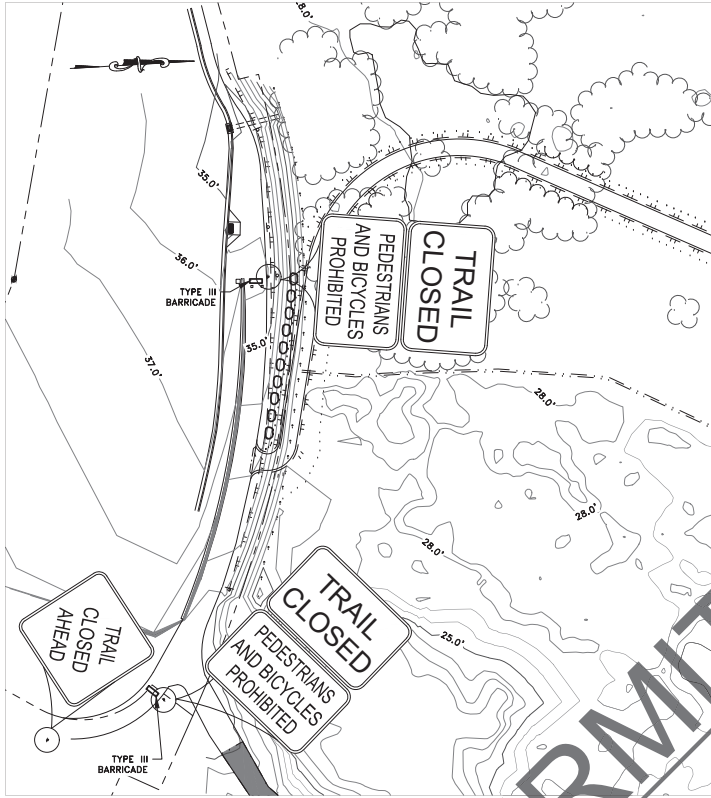 8.0'
35.0'
36.0'
TYPE III
BARRICADE
37.0'
35.0'
PEDESTRIANS
AND BICYCLES
PROHIBITED
TRAIL
CLOSED
28.0'
28.0'
28.0'
25.0'
TRAIL
CLOSED
PEDESTRIANS
AND BICYCLES
PROHIBITED
TRAIL
CLOSED
AHEAD
TYPE III
BARRICADE
RMIT